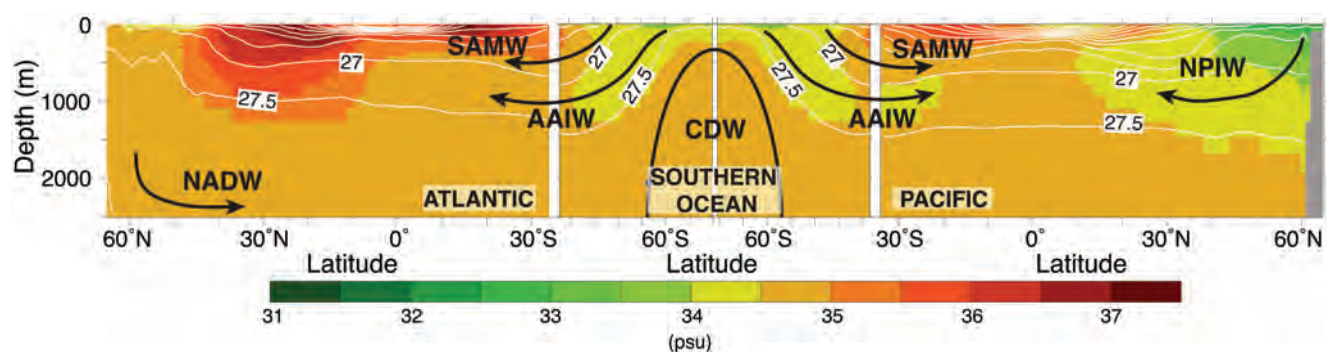 Depth (m)
0
1000
2000
SAMW
27
27.5
AAIW
NADW
ATLANTIC
27
27.5
CDW
SOUTHERN
OCEAN
27
27.5
SAMW
AAIW
PACIFIC
27
27.5
NPIW
60˚N 30˚N 0˚ 30˚S 60˚S 60˚S 30˚S 0˚ 30˚N 60˚N
Latitude Latitude Latitude
31 32 33 34 35 36 37
(psu)